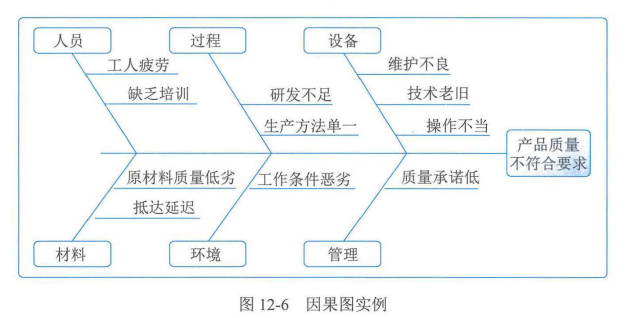 人员
过程
设备
工人疲劳
维护不良
缺乏培训
研发不足
技术老旧
生产方法单一
操作不当
产品质量
不符合要求
原材料质量低劣
工作条件恶劣
质量承诺低
抵达延迟
材料
环境
管理
图 12-6 因果图实例